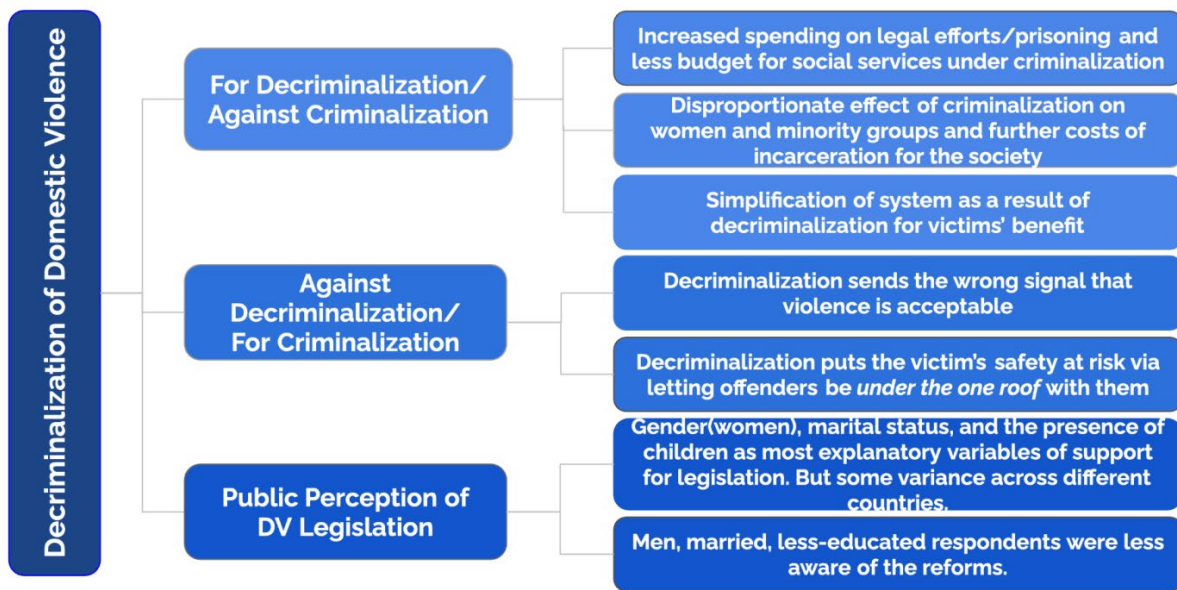 Decriminalization of Domestic Violence
For Decriminalization/
Against Criminalization
Increased spending on legal efforts/prisoning and
less budget for social services under criminalization
Disproportionate effect of criminalization on
women and minority groups and further costs of
incarceration for the society
Simplification of system as a result of
decriminalization for victims’ benefit
Against
Decriminalization/
For Criminalization
Decriminalization sends the wrong signal that
violence is acceptable
Decriminalization puts the victim’s safety at risk via
letting offenders be under the one roof with them
Public Perception of
DV Legislation
Gender(women), marital status, and the presence of
children as most explanatory variables of support
for legislation. But some variance across different
countries.
Men, married, less-educated respondents were less
aware of the reforms.